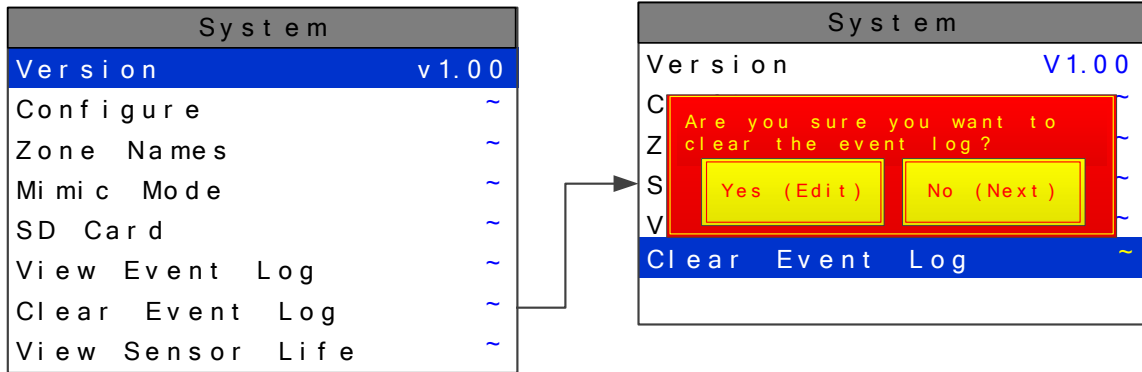 System
Version v1.00
Configure ~
Zone Names ~
Mimic Mode ~
SD Card ~
View Event Log ~
Clear Event Log ~
View Sensor Life ~
System
Version V1.00
C ~
Are you sure you want to
Z ~
clear the event log?
S ~
Yes (Edit) No (Next)
V
Clear Event Log ~